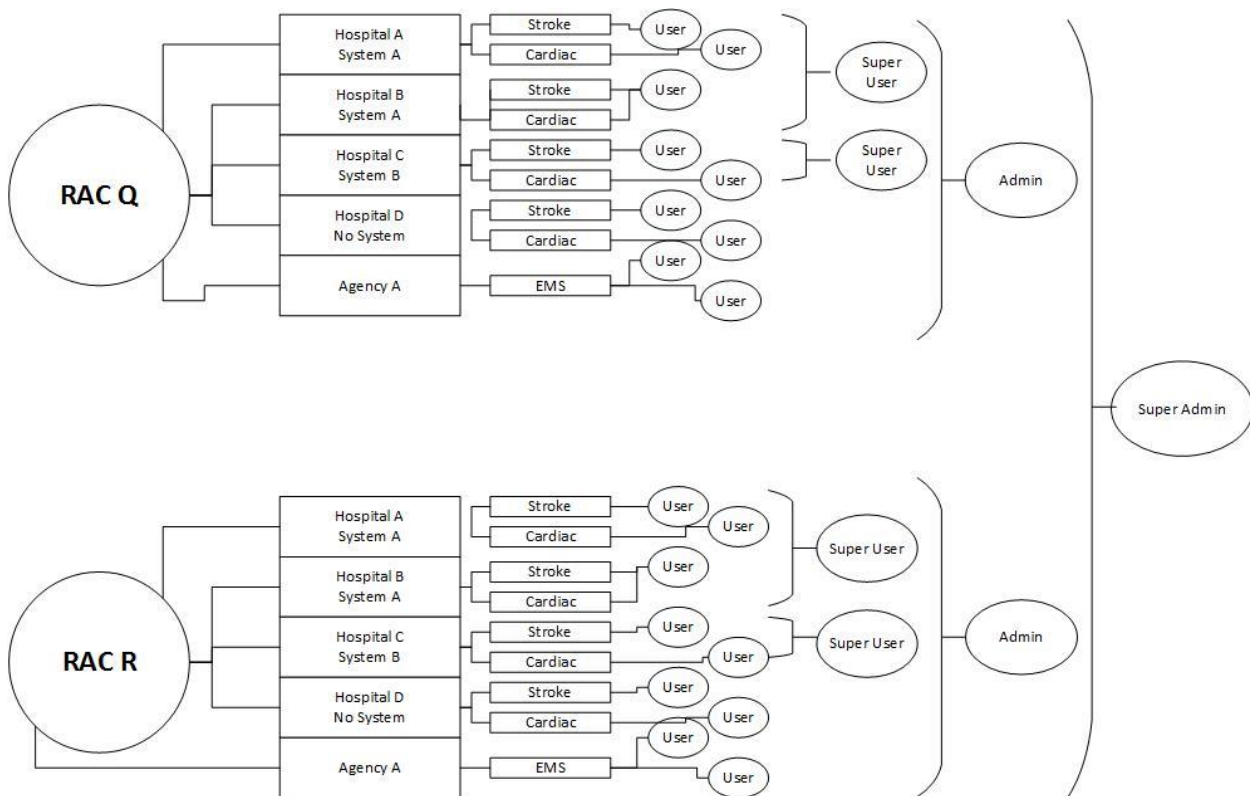 RAC Q
Hospital A
System A
Stroke
User
Cardiac
User
Hospital B
System A
Stroke
User
Cardiac
Super
User
Hospital C
System B
Stroke
User
Cardiac
User
Super
User
Hospital D
No System
Stroke
User
Cardiac
User
Agency A
EMS
User
User
Admin
Super Admin
RAC R
Hospital A
System A
Stroke
User
Cardiac
User
Hospital B
System A
Stroke
User
Cardiac
Super User
Hospital C
System B
Stroke
User
Cardiac
User
Super User
Hospital D
No System
Stroke
User
Cardiac
User
Agency A
EMS
User
User
Admin